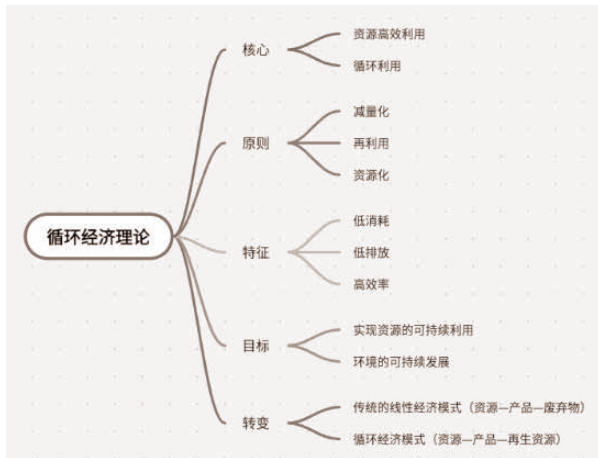 循环经济理论
核心
资源高效利用
循环利用
原则
减量化
再利用
资源化
特征
低消耗
低排放
高效率
目标
实现资源的可持续利用
环境的可持续发展
转变
传统的线性经济模式（资源—产品—废弃物）
循环经济模式（资源—产品—再生资源）